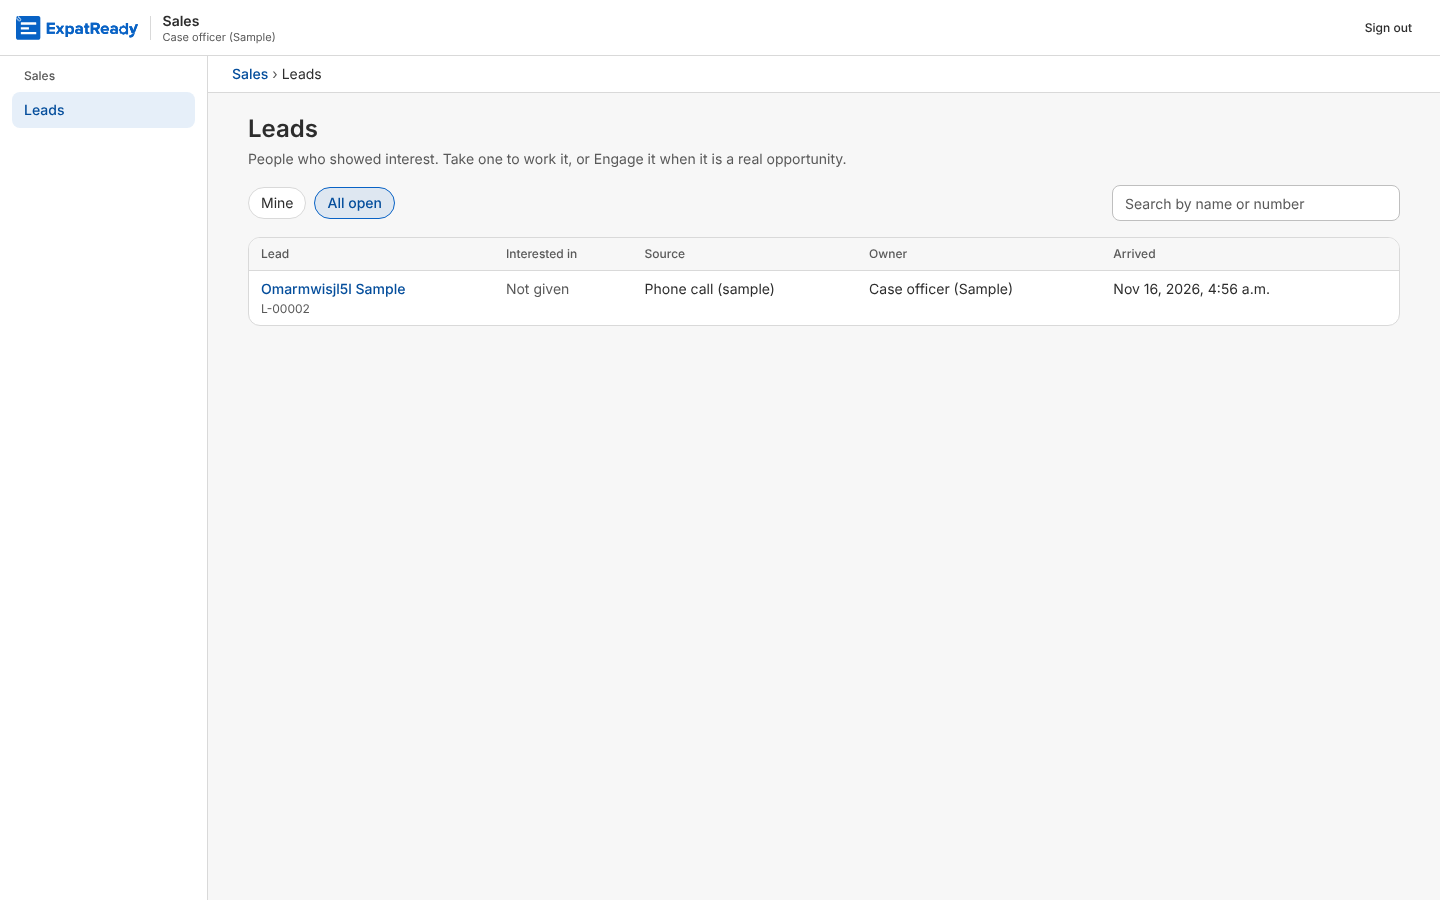 ExpatReady
Sales
Case officer (Sample)
Sign out
Sales
Leads
Sales › Leads
Leads
People who showed interest. Take one to work it, or Engage it when it is a real opportunity.
Mine
All open
Search by name or number
Lead Interested in Source Owner Arrived
Omarmwisjl5l Sample Not given Phone call (sample) Case officer (Sample) Nov 16, 2026, 4:56 a.m.
L-00002